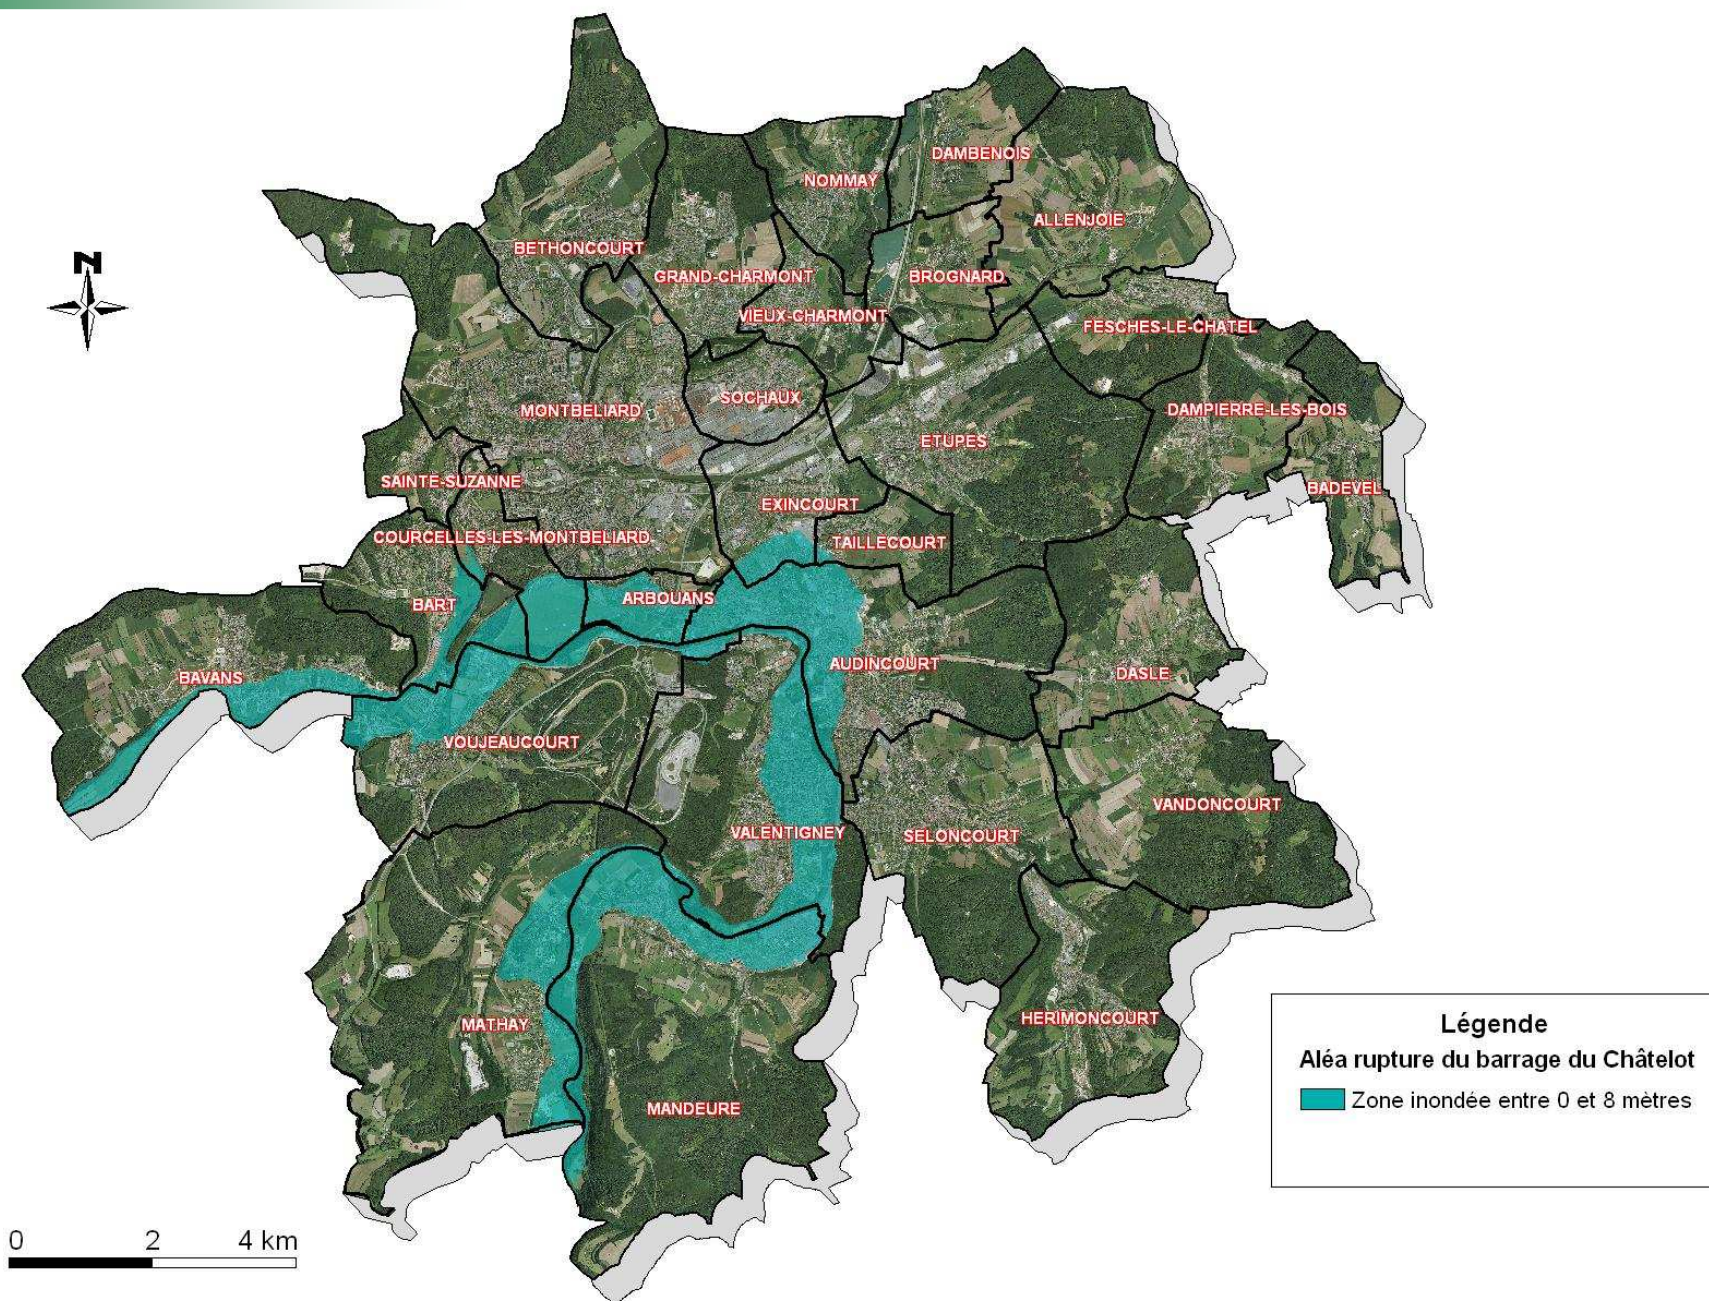 DAMBENOIS
NOMMAY
ALLENJOIE
BETHONCOURT
GRAND-CHARMONT
BROGNARD
N
VIEUX-CHARMONT
FESCHES-LE-CHATEL
SOCHAUX
MONTBELIARD
DAMPIERRE-LES-BOIS
ETUPES
SAINTE-SUZANNE
BADEVEL
EXINCOURT
COURCELLES-LES-MONTBELIARD
TAILLECOURT
ARBOUANS
BART
AUDINCOURT
DASLE
BAVANS
VOUJEAUCOURT
VANDONCOURT
VALENTIGNEY
SELONCOURT
HERIMONCOURT
MATHAY
MANDEURE
Légende
Aléa rupture du barrage du Châtelot
Zone inondée entre 0 et 8 mètres
0 2 4 km